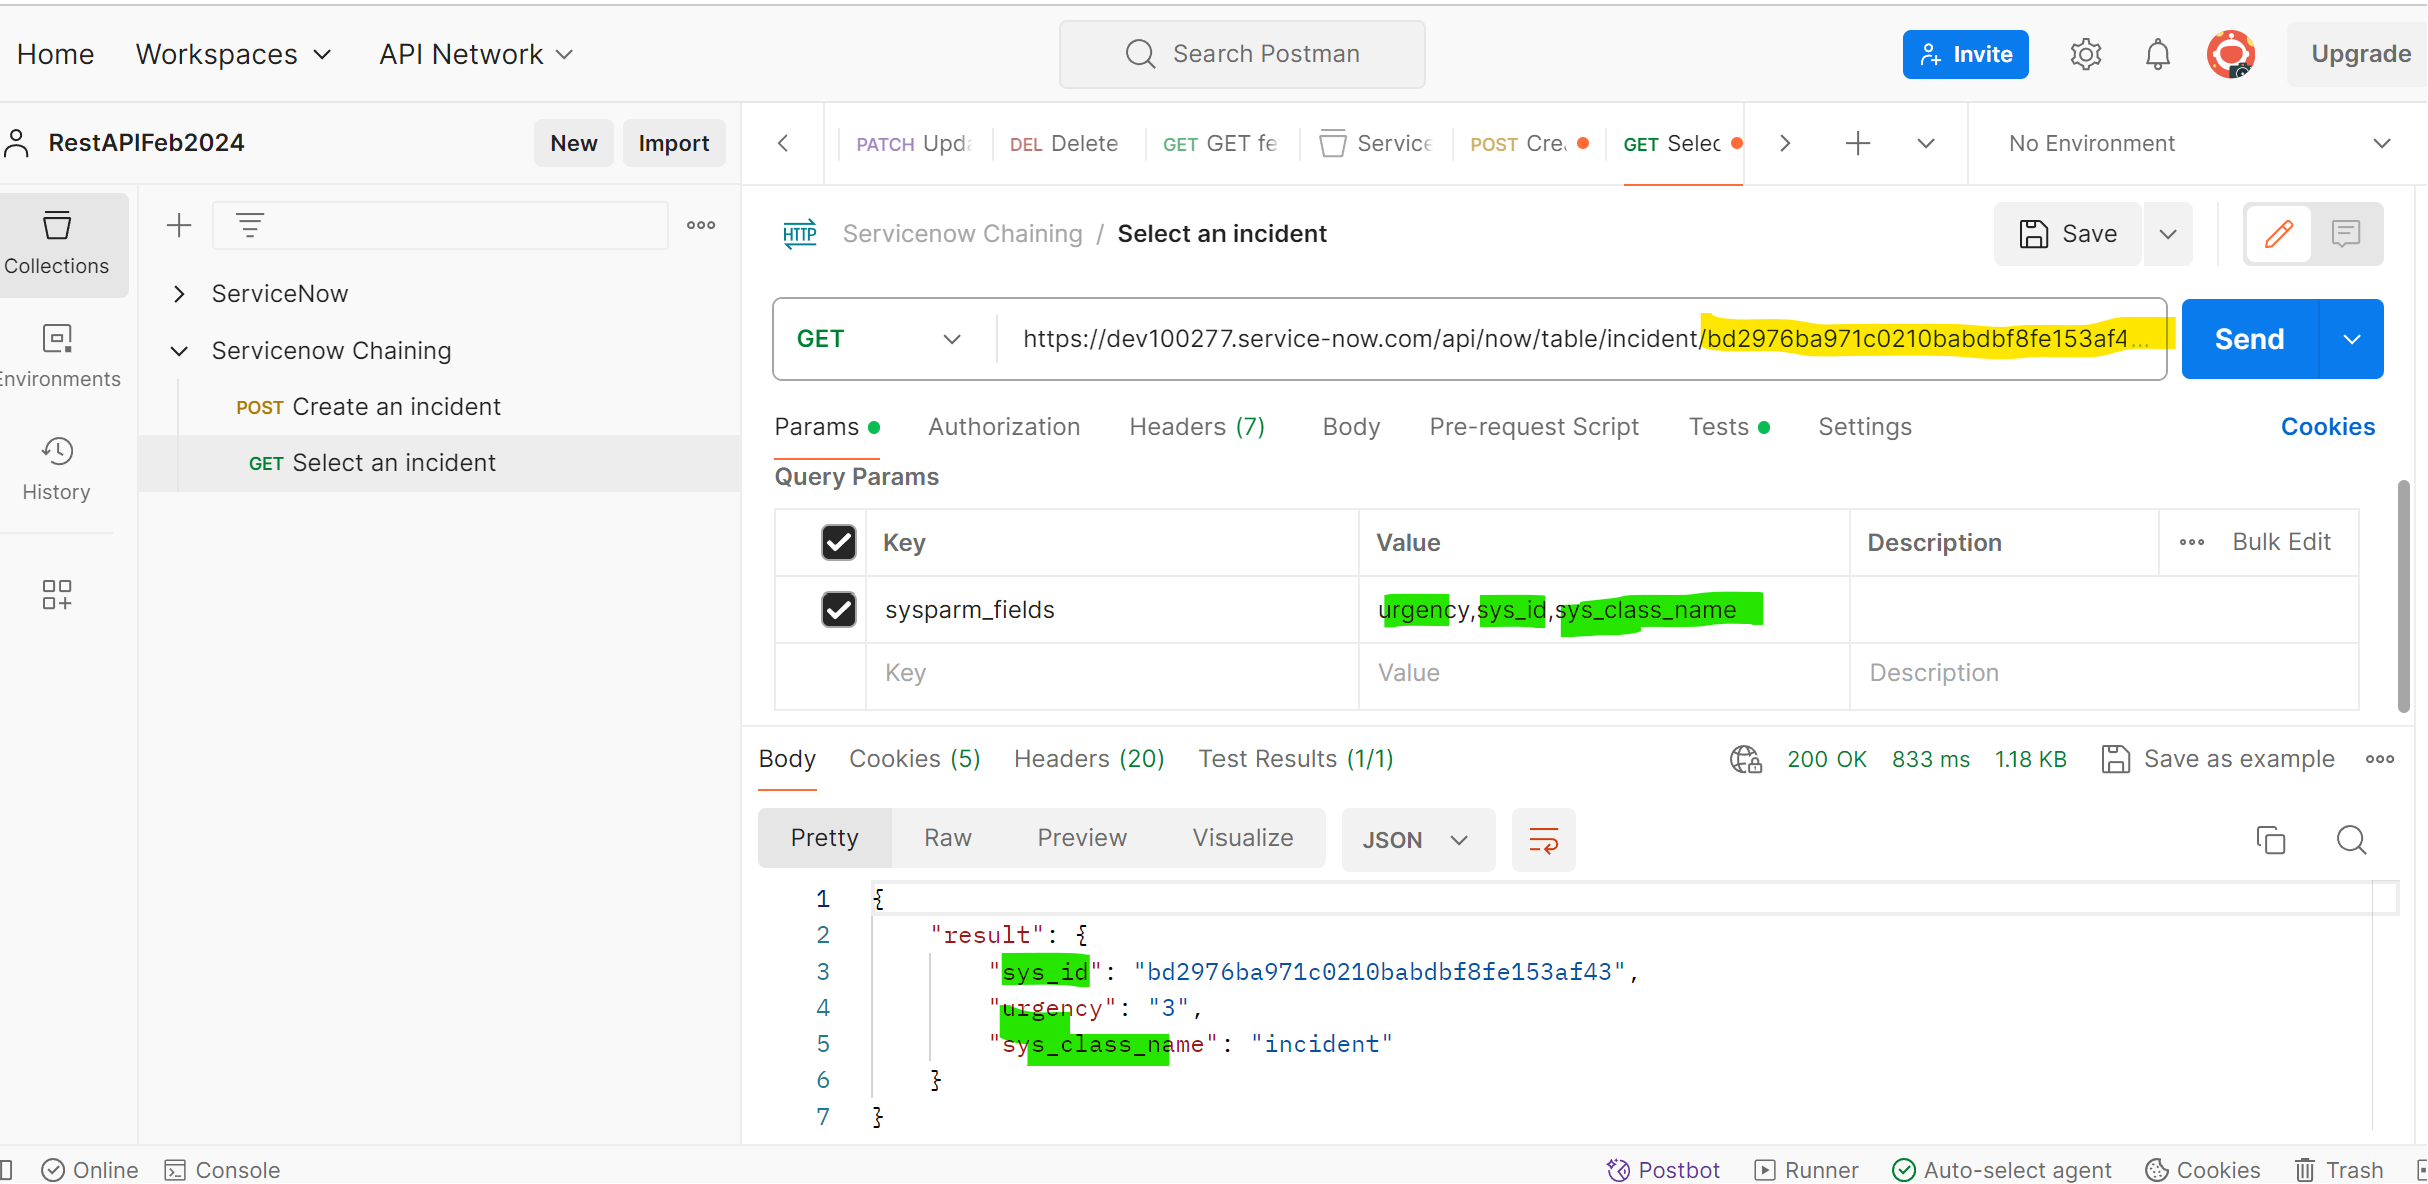 Home Workspaces API Network Search Postman Invite Upgrade
RestAPIFeb2024 New Import PATCH Upda DEL Delete GET GET fe Service POST Cre GET Selec No Environment
Collections
Environments
History
ServiceNow
Servicenow Chaining
POST Create an incident
GET Select an incident
HTTP Servicenow Chaining / Select an incident Save
GET https://dev100277.service-now.com/api/now/table/incident/bd2976ba971c0210babdbf8fe153af4... Send
Params Authorization Headers (7) Body Pre-request Script Tests Settings Cookies
Query Params
Key Value Description Bulk Edit
sysparm_fields urgency,sys_id,sys_class_name
Key Value Description
Body Cookies (5) Headers (20) Test Results (1/1) 200 OK 833 ms 1.18 KB Save as example
Pretty Raw Preview Visualize JSON
1 {
2 "result": {
3 "sys_id": "bd2976ba971c0210babdbf8fe153af43",
4 "urgency": "3",
5 "sys_class_name": "incident"
6 }
7 }
Online Console Postbot Runner Auto-select agent Cookies Trash